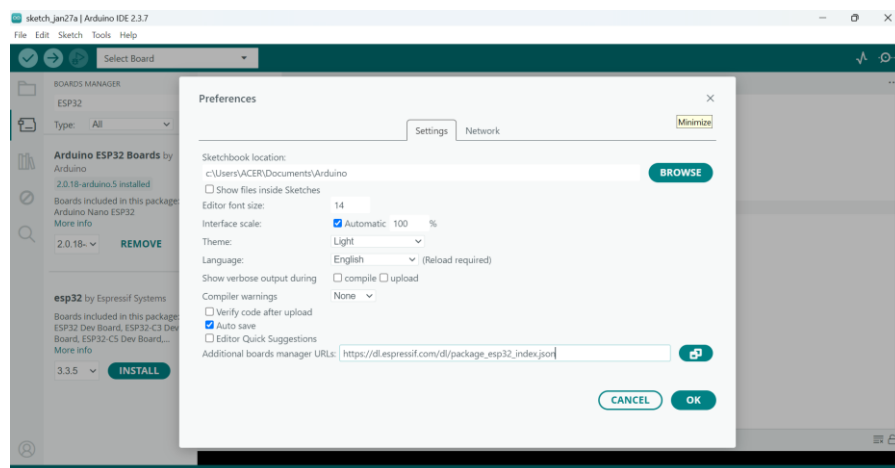 sketch_jan27a | Arduino IDE 2.3.7
File Edit Sketch Tools Help
Select Board
BOARDS MANAGER
ESP32
Type: All
Arduino ESP32 Boards by
Arduino
2.0.18-arduino.5 installed
Boards included in this package:
Arduino Nano ESP32
More info
2.0.18-
REMOVE
esp32 by Espressif Systems
Boards included in this package:
ESP32 Dev Board, ESP32-C3 Dev
Board, ESP32-C5 Dev Board,...
More info
3.3.5
INSTALL
Preferences
Minimize
Settings Network
Sketchbook location:
c:\Users\ACER\Documents\Arduino
BROWSE
Show files inside Sketches
Editor font size: 14
Interface scale: Automatic 100 %
Theme: Light
Language: English (Reload required)
Show verbose output during compile upload
Compiler warnings None
Verify code after upload
Auto save
Editor Quick Suggestions
Additional boards manager URLs: https://dl.espressif.com/dl/package_esp32_index.json
CANCEL OK